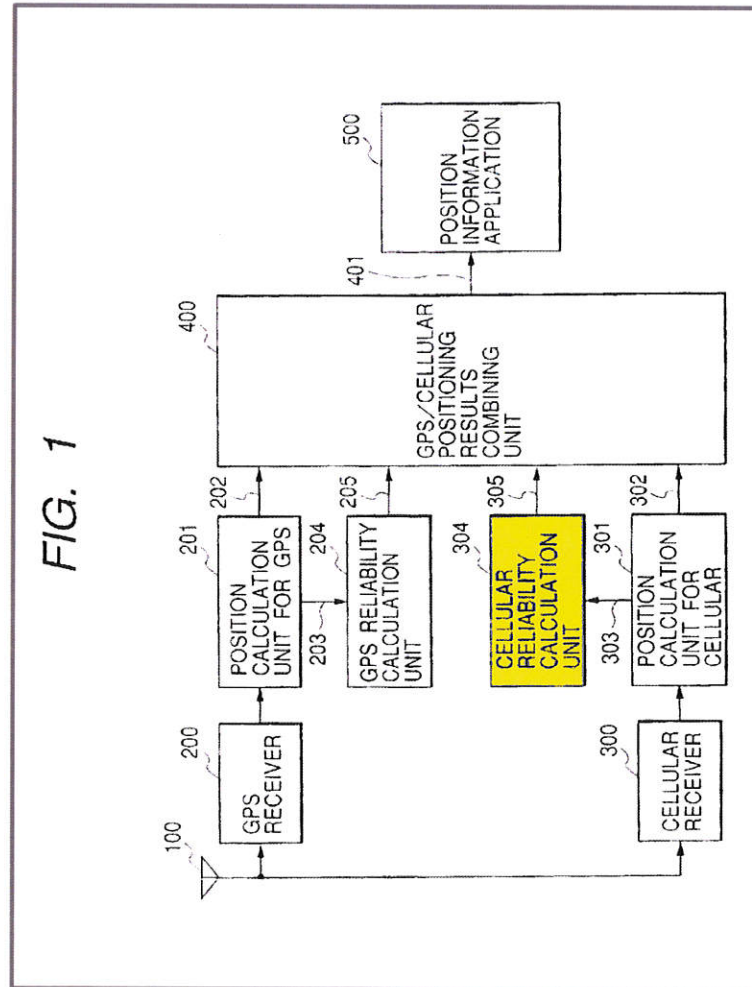 FIG. 1
100
200
GPS RECEIVER
201
POSITION
CALCULATION
UNIT FOR GPS
202
203
204
GPS RELIABILITY
CALCULATION
UNIT
205
300
CELLULAR
RECEIVER
301
POSITION
CALCULATION
UNIT FOR
CELLULAR
302
303
304
CELLULAR
RELIABILITY
CALCULATION
UNIT
305
400
GPS/CELLULAR
POSITIONING
RESULTS
COMBINING
UNIT
401
500
POSITION
INFORMATION
APPLICATION